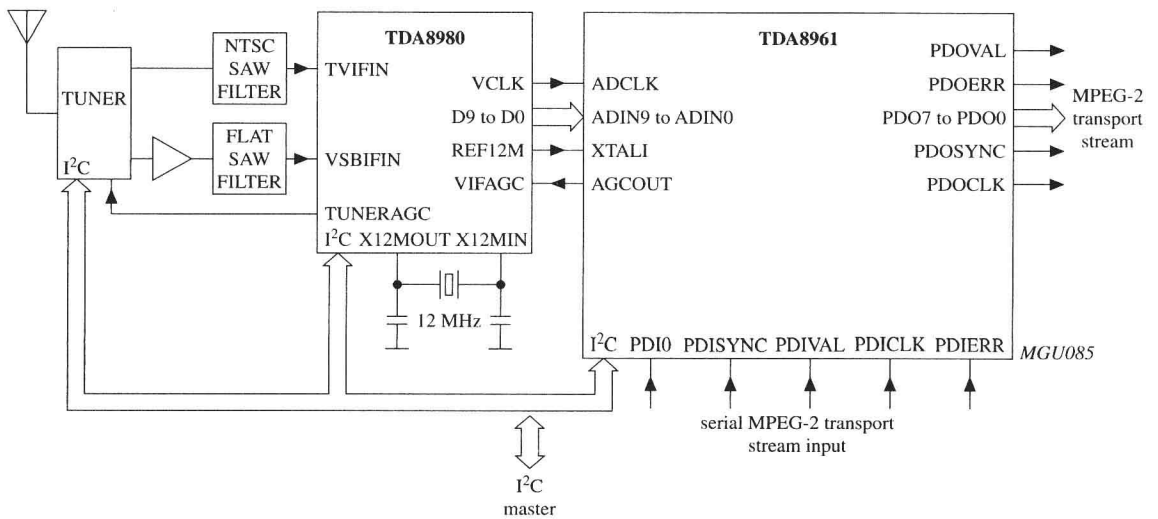 TUNER
I²C
NTSC
SAW
FILTER
FLAT
SAW
FILTER
TDA8980
TVIFIN
VCLK
D9 to D0
REF12M
VSBIFIN
VIFAGC
TUNERAGC
I²C X12MOUT X12MIN
12 MHz
TDA8961
ADCLK
ADIN9 to ADIN0
XTALI
AGCOUT
PDOVAL
PDOERR
PDO7 to PDO0
PDOSYNC
PDOCLK
MPEG-2
transport
stream
I²C PDI0 PDISYNC PDIVAL PDICLK PDIERR
MGU085
serial MPEG-2 transport
stream input
I²C
master